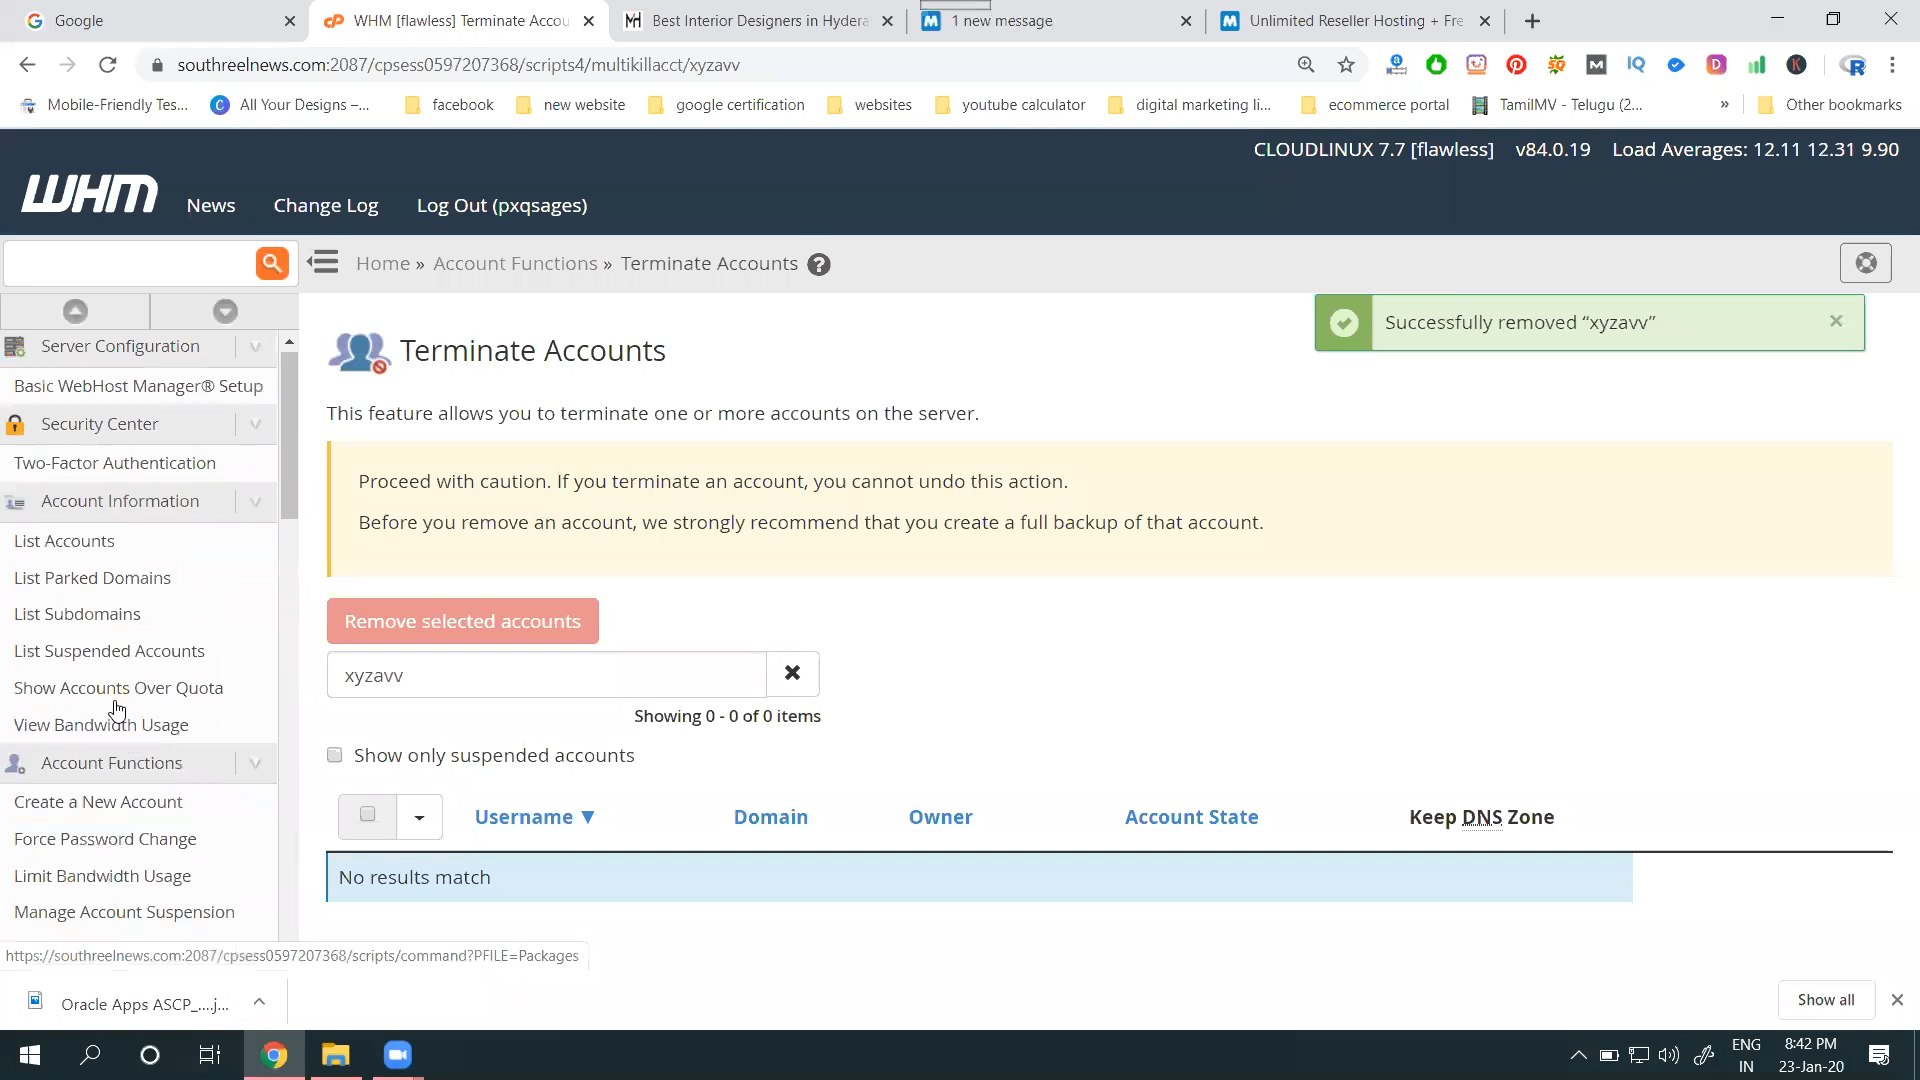 Google
WHM [flawless] Terminate Accou
Best Interior Designers in Hydera
1 new message
Unlimited Reseller Hosting + Fre
southreelnews.com:2087/cpsess0597207368/scripts4/multikillacct/xyzavv
Mobile-Friendly Tes...
All Your Designs –...
facebook
new website
google certification
websites
youtube calculator
digital marketing li...
ecommerce portal
TamilMV - Telugu (2...
»
Other bookmarks
CLOUDLINUX 7.7 [flawless] v84.0.19 Load Averages: 12.11 12.31 9.90
WHM
News
Change Log
Log Out (pxqsages)
Home » Account Functions » Terminate Accounts
Successfully removed “xyzavv”
Server Configuration
Basic WebHost Manager® Setup
Security Center
Two-Factor Authentication
Account Information
List Accounts
List Parked Domains
List Subdomains
List Suspended Accounts
Show Accounts Over Quota
View Bandwidth Usage
Account Functions
Create a New Account
Force Password Change
Limit Bandwidth Usage
Manage Account Suspension
Terminate Accounts
This feature allows you to terminate one or more accounts on the server.
Proceed with caution. If you terminate an account, you cannot undo this action.
Before you remove an account, we strongly recommend that you create a full backup of that account.
Remove selected accounts
xyzavv
Showing 0 - 0 of 0 items
Show only suspended accounts
Username ▼ Domain Owner Account State Keep DNS Zone
No results match
https://southreelnews.com:2087/cpsess0597207368/scripts/command?PFILE=Packages
Oracle Apps ASCP_....j...
Show all
ENG
IN
8:42 PM
23-Jan-20